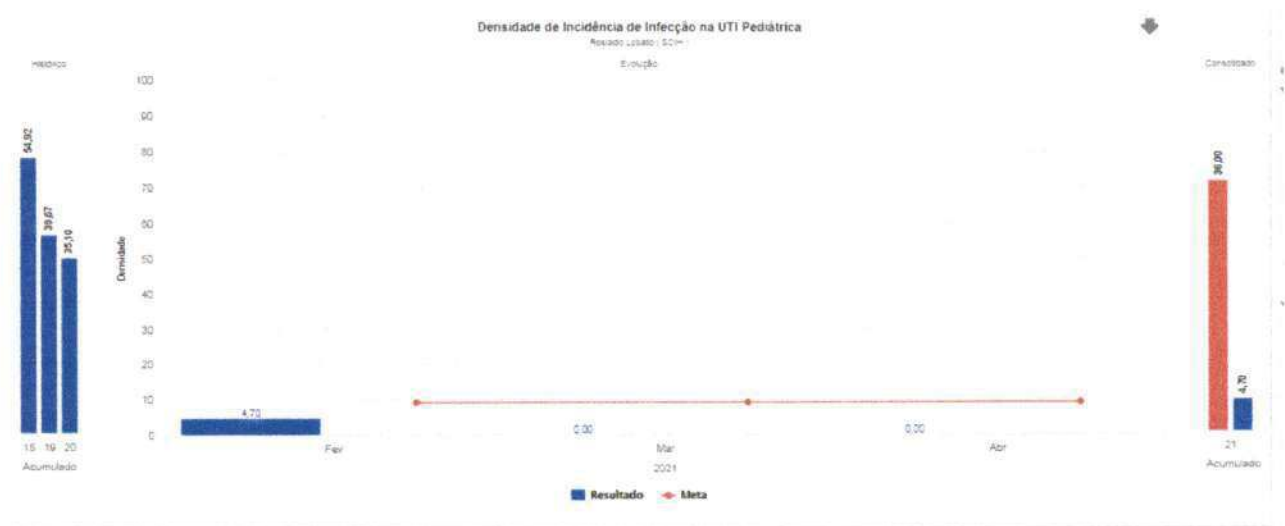 Densidade de Incidência de Infecção na UTI Pediátrica
Histórico
Evolução
Consolidado
100
90
80
70
60
50
40
30
20
10
0
Densidade
54,92
39,67
35,10
19 20
Acumulado
4,70
0,00
0,00
Fev
Mar
Abr
2021
36,00
4,70
21
Acumulado
Resultado
Meta